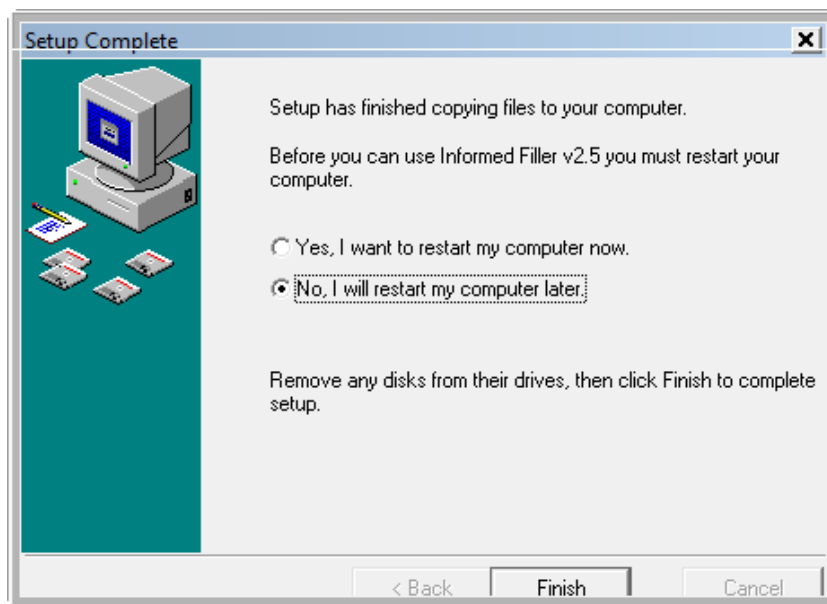 Setup Complete
Setup has finished copying files to your computer.
Before you can use Informed Filler v2.5 you must restart your
computer.
Yes, I want to restart my computer now.
No, I will restart my computer later.
Remove any disks from their drives, then click Finish to complete
setup.
< Back
Finish
Cancel